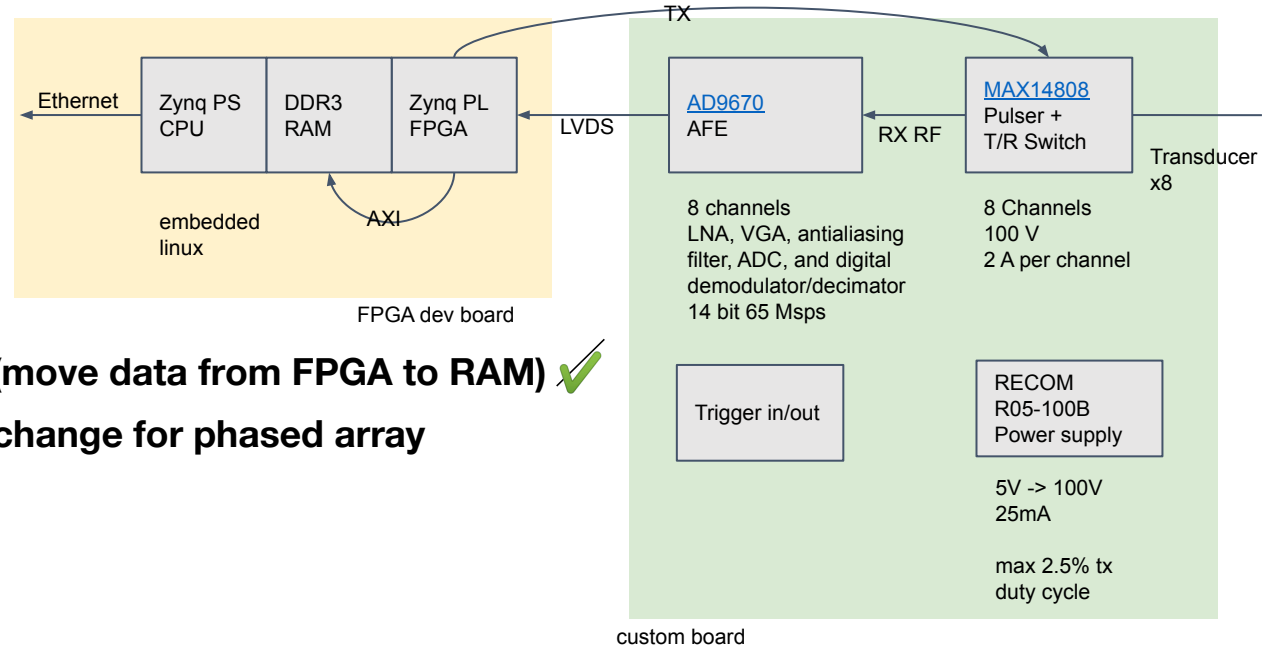 TX
Ethernet
Zynq PS
CPU
DDR3
RAM
Zynq PL
FPGA
LVDS
AD9670
AFE
RX RF
MAX14808
Pulser +
T/R Switch
Transducer
x8
AXI
embedded
linux
8 channels
LNA, VGA, antialiasing
filter, ADC, and digital
demodulator/decimator
14 bit 65 Msps
8 Channels
100 V
2 A per channel
FPGA dev board
(move data from FPGA to RAM)
change for phased array
Trigger in/out
RECOM
R05-100B
Power supply
5V -> 100V
25mA
max 2.5% tx
duty cycle
custom board